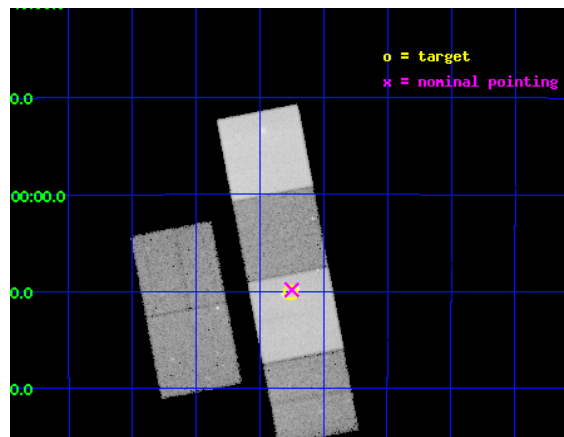 o = target
x = nominal pointing
0.0
00:00.0
0.0
0.0